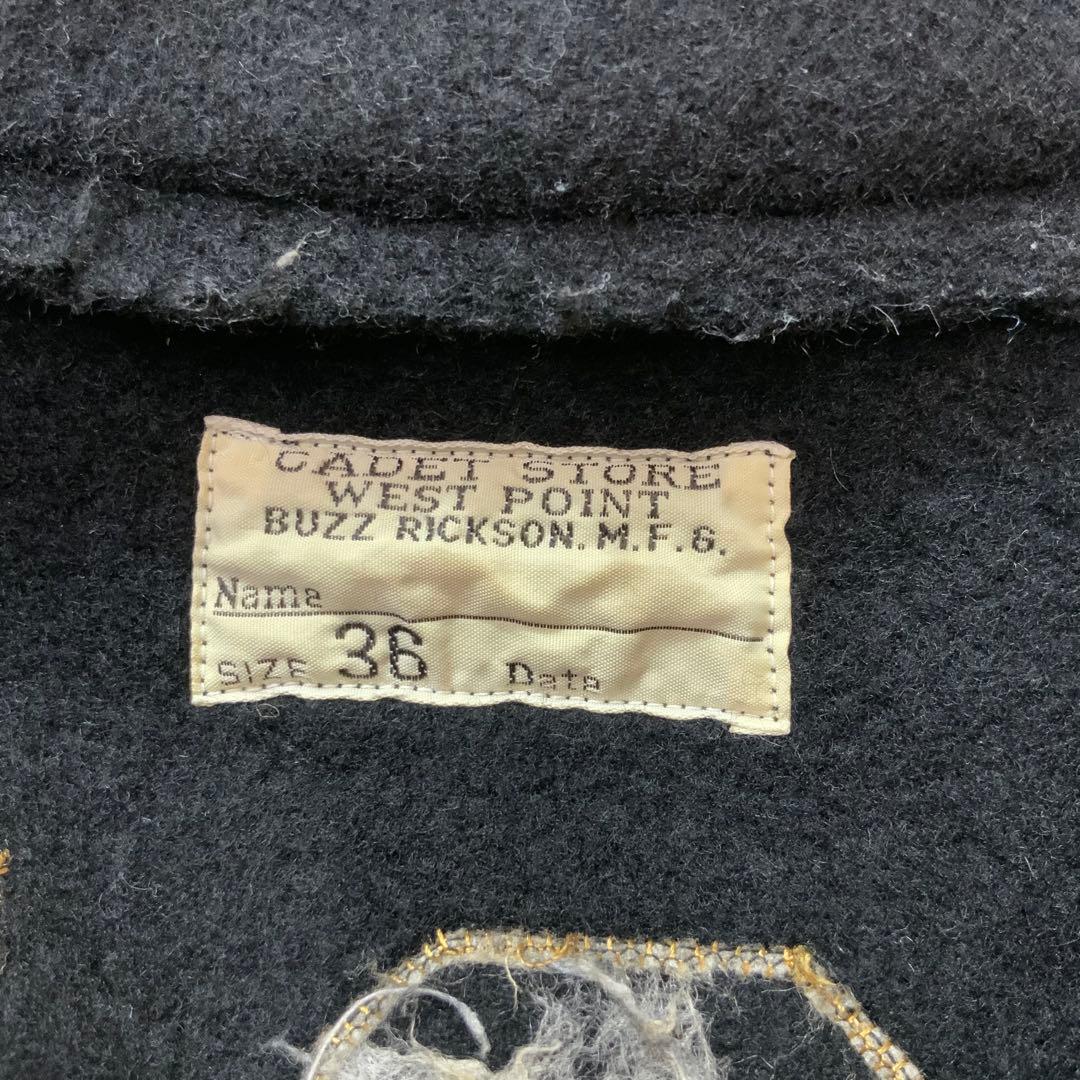 CADET STORE
WEST POINT
BUZZ RICKSON. M.F.G.
Name
SIZE 36 Date